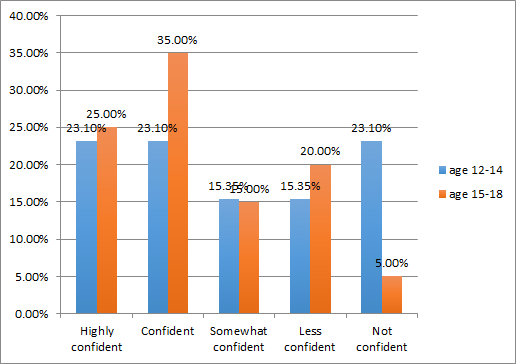 40.00%
35.00%
30.00%
25.00%
20.00%
15.00%
10.00%
5.00%
0.00%
23.10%
25.00%
23.10%
35.00%
15.35%
15.00%
15.35%
20.00%
23.10%
5.00%
Highly
confident
Confident
Somewhat
confident
Less
confident
Not
confident
age 12-14
age 15-18